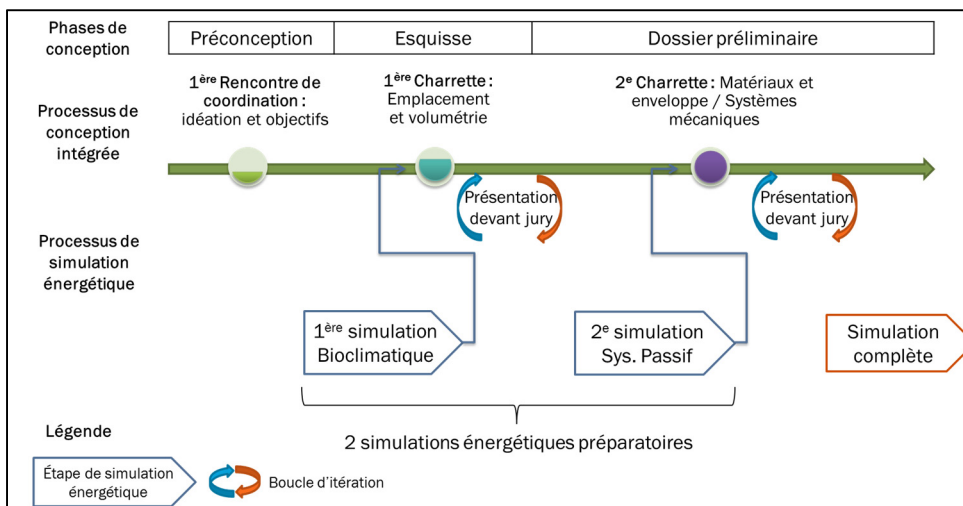 Phases de
conception
Préconception
Esquisse
Dossier préliminaire
Processus de
conception
intégrée
1ère Rencontre de
coordination :
idéation et objectifs
1ère Charrette :
Emplacement
et volumétrie
2e Charrette : Matériaux et
enveloppe / Systèmes
mécaniques
Présentation
devant jury
Présentation
devant jury
Processus de
simulation
énergétique
1ère simulation
Bioclimatique
2e simulation
Sys. Passif
Simulation
complète
2 simulations énergétiques préparatoires
Légende
Étape de simulation
énergétique
Boucle d'itération